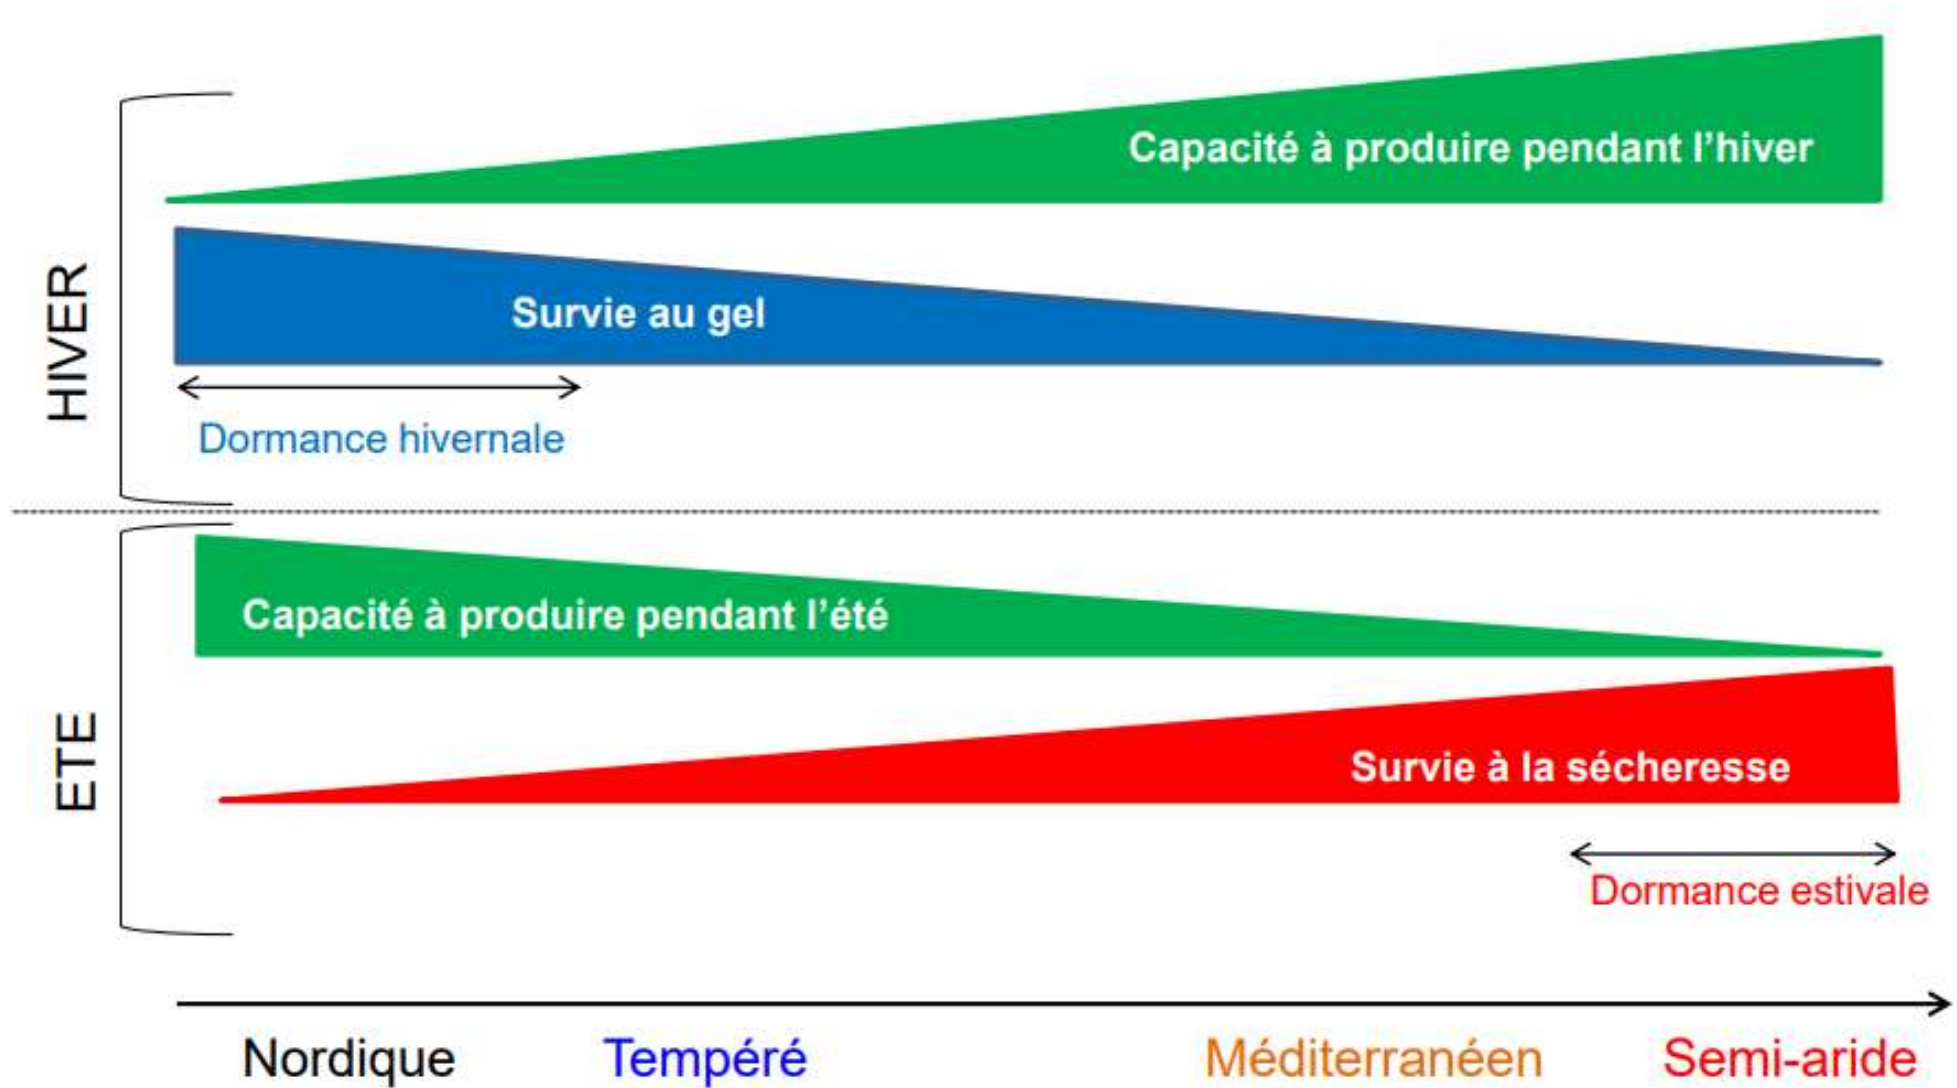 HIVER
Capacité à produire pendant l'hiver
Survie au gel
Dormance hivernale
ETE
Capacité à produire pendant l'été
Survie à la sécheresse
Dormance estivale
Nordique Tempéré Méditerranéen Semi-aride